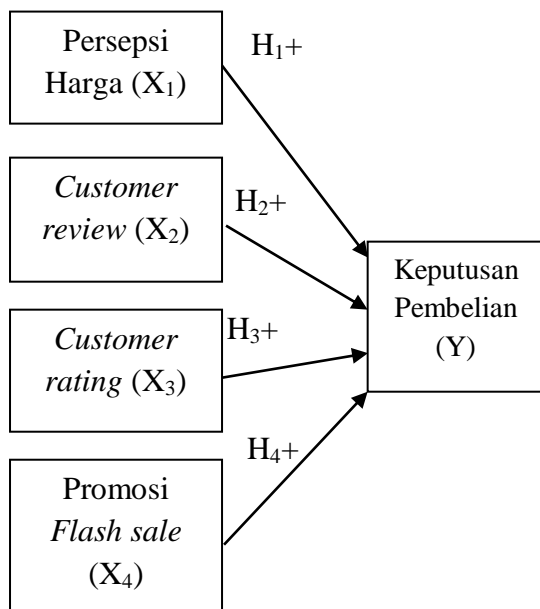 Persepsi
Harga (X₁)
H₁+
Customer
review (X₂)
H₂+
Customer
rating (X₃)
H₃+
Promosi
Flash sale
(X₄)
H₄+
Keputusan
Pembelian
(Y)